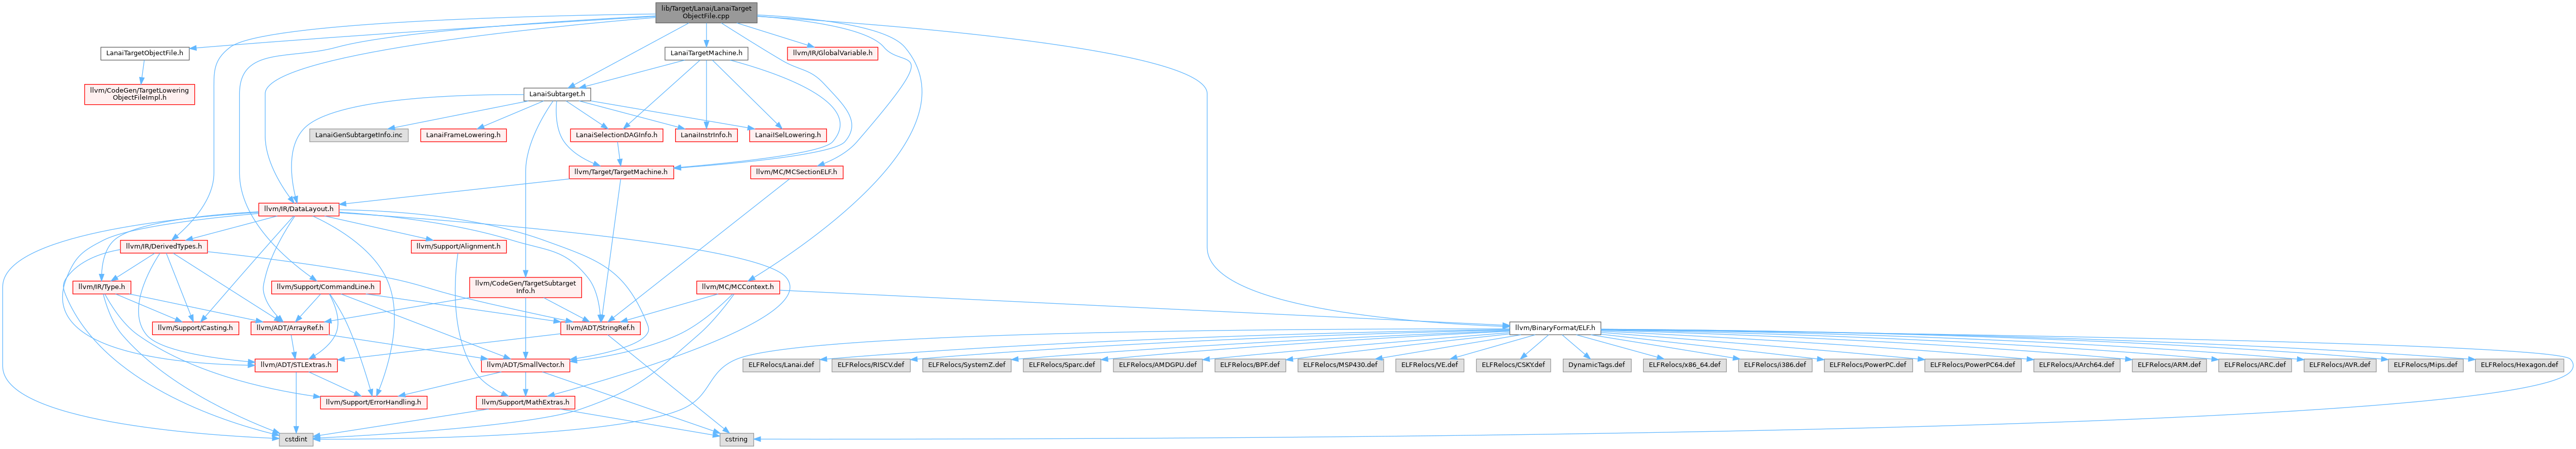 lib/Target/Lanai/LanaiTarget
ObjectFile.cpp
LanaiTargetObjectFile.h
LanaiTargetMachine.h
llvm/IR/GlobalVariable.h
llvm/CodeGen/TargetLowering
ObjectFileImpl.h
LanaiSubtarget.h
LanaiGenSubtargetInfo.inc
LanaiFrameLowering.h
LanaiSelectionDAGInfo.h
LanaiInstrInfo.h
LanaiISelLowering.h
llvm/Target/TargetMachine.h
llvm/MC/MCSectionELF.h
llvm/IR/DataLayout.h
llvm/IR/DerivedTypes.h
llvm/Support/Alignment.h
llvm/IR/Type.h
llvm/Support/CommandLine.h
llvm/CodeGen/TargetSubtarget
Info.h
llvm/MC/MCContext.h
llvm/Support/Casting.h
llvm/ADT/ArrayRef.h
llvm/ADT/StringRef.h
llvm/BinaryFormat/ELF.h
llvm/ADT/STLExtras.h
llvm/ADT/SmallVector.h
ELFRelocs/Lanai.def
ELFRelocs/RISCV.def
ELFRelocs/SystemZ.def
ELFRelocs/Sparc.def
ELFRelocs/AMDGPU.def
ELFRelocs/BPF.def
ELFRelocs/MSP430.def
ELFRelocs/VE.def
ELFRelocs/CSKY.def
DynamicTags.def
ELFRelocs/x86_64.def
ELFRelocs/i386.def
ELFRelocs/PowerPC.def
ELFRelocs/PowerPC64.def
ELFRelocs/AArch64.def
ELFRelocs/ARM.def
ELFRelocs/ARC.def
ELFRelocs/AVR.def
ELFRelocs/Mips.def
ELFRelocs/Hexagon.def
llvm/Support/ErrorHandling.h
llvm/Support/MathExtras.h
cstdint
cstring